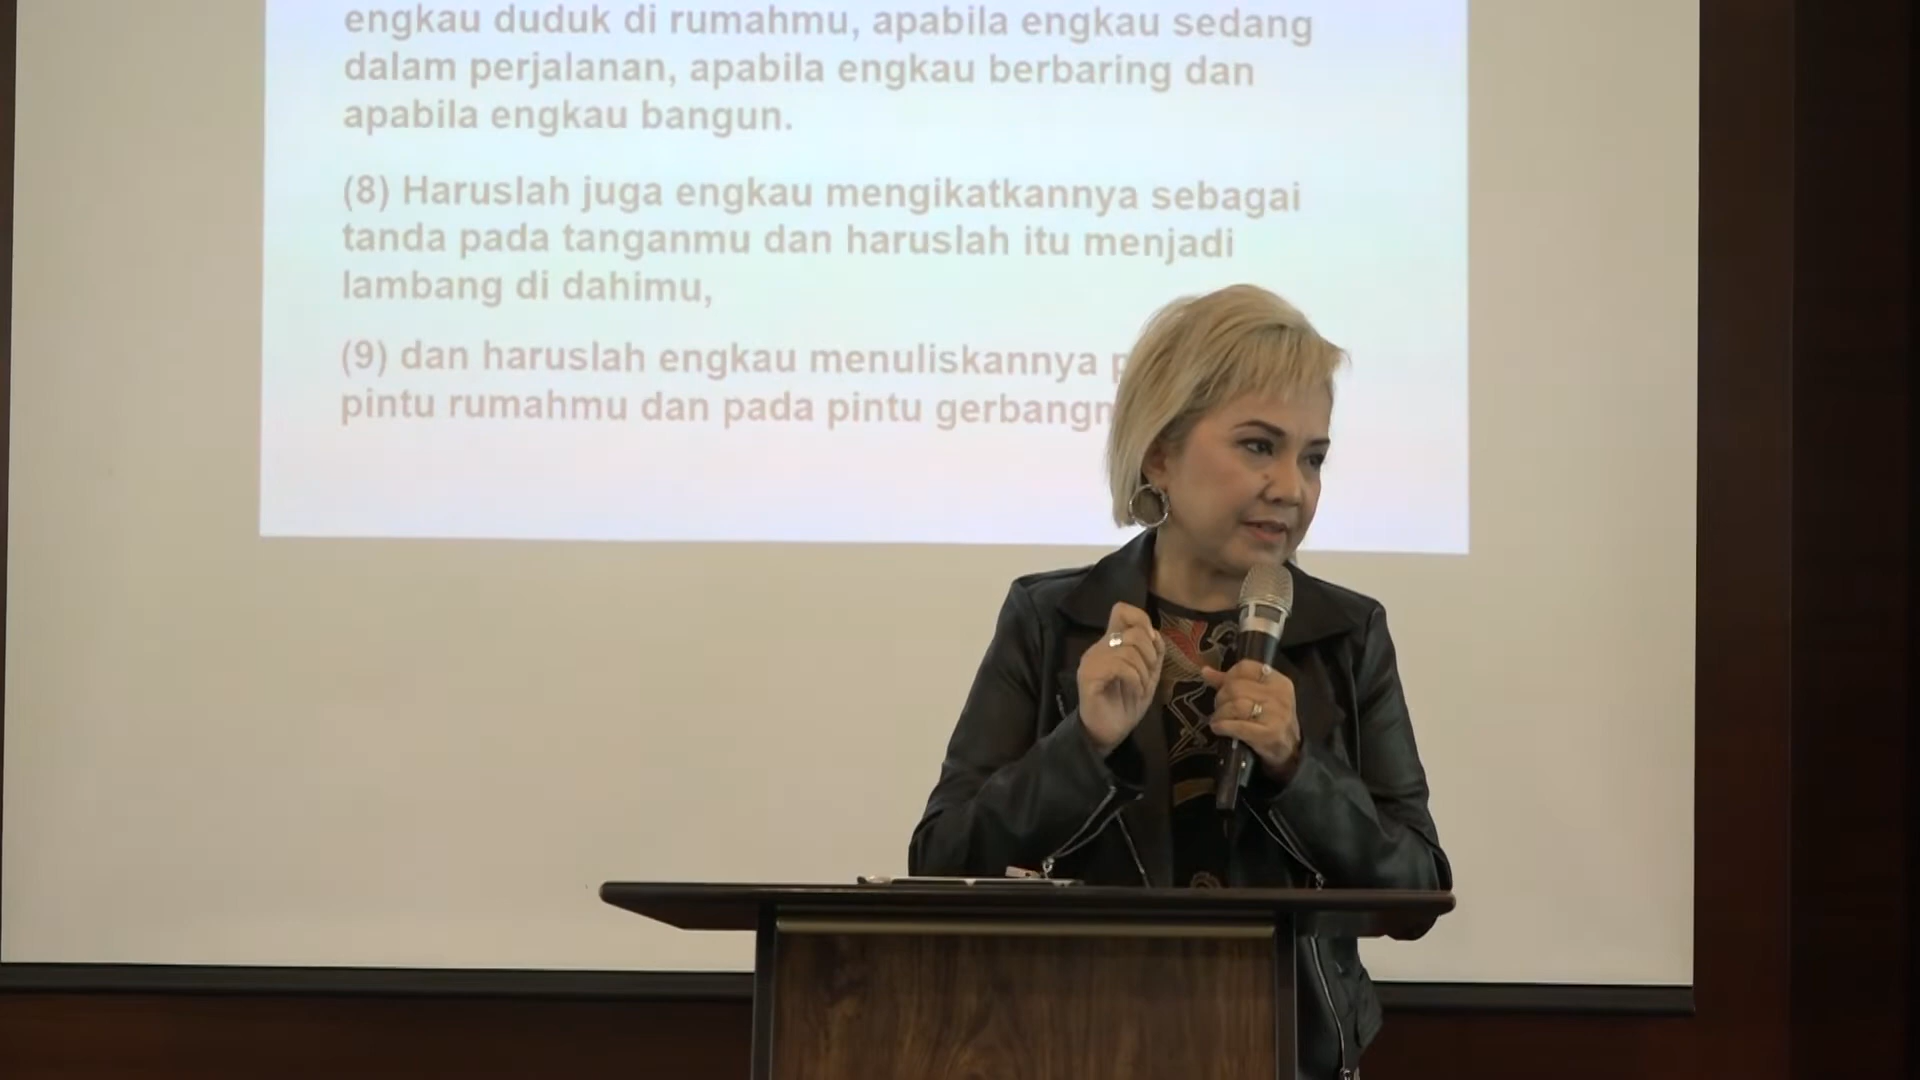 engkau duduk di rumahmu, apabila engkau sedang
dalam perjalanan, apabila engkau berbaring dan
apabila engkau bangun.
(8) Haruslah juga engkau mengikatkannya sebagai
tanda pada tanganmu dan haruslah itu menjadi
lambang di dahimu,
(9) dan haruslah engkau menuliskannya
pintu rumahmu dan pada pintu